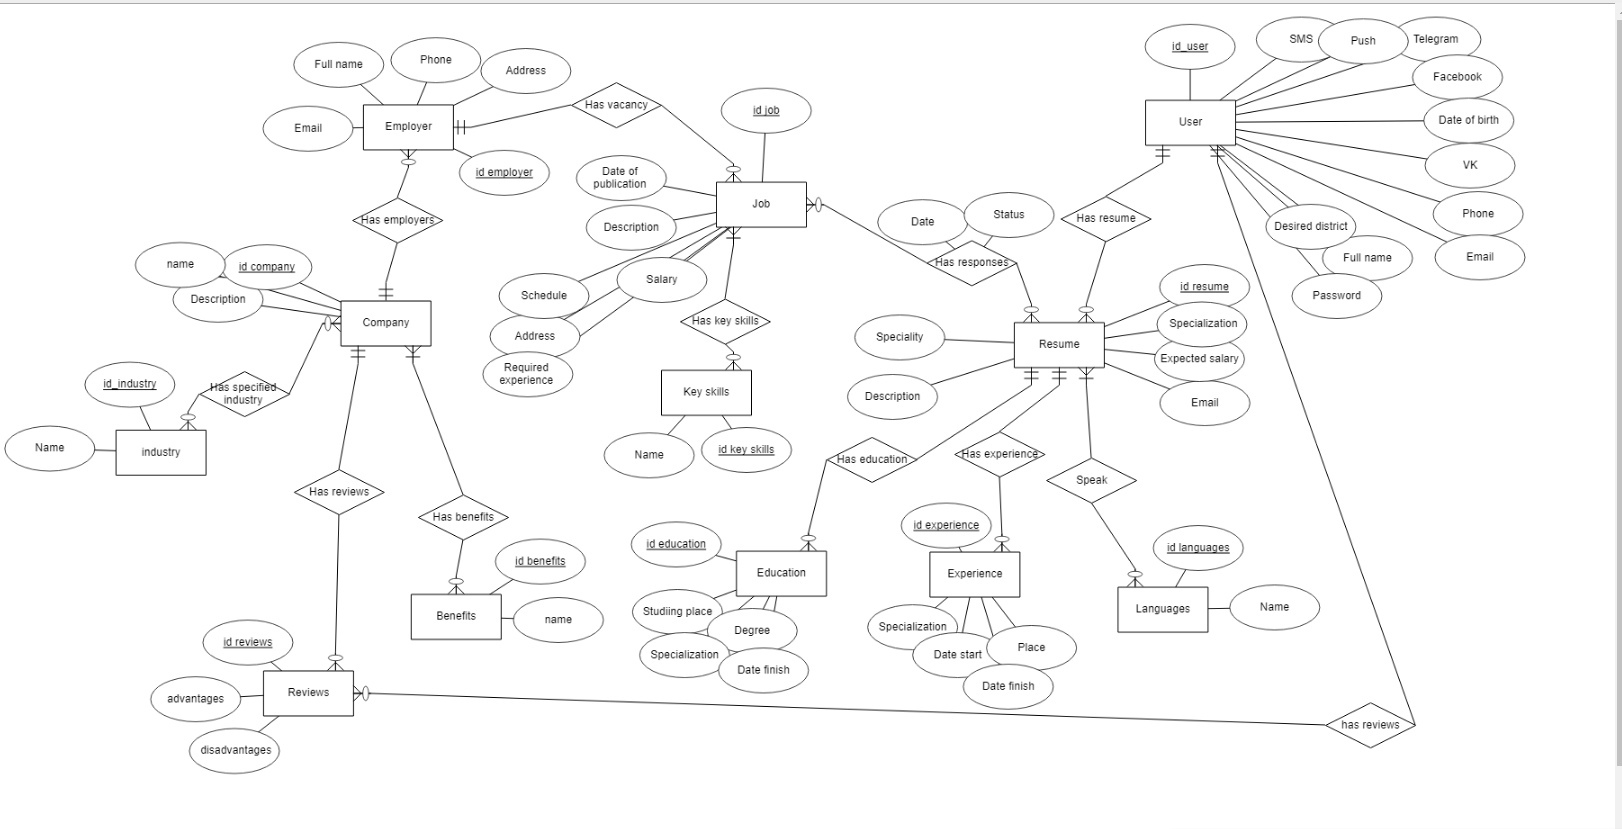 id_user
SMS
Push
Telegram
Full name
Phone
Address
Facebook
Has vacancy
id job
Date of birth
Email
Employer
User
VK
id employer
Date of
publication
Job
Phone
Has employers
Description
Date
Status
Has resume
Desired district
name
id company
Has responses
Full name
Email
Description
Schedule
Salary
id resume
Password
Company
Has key skills
Specialization
Address
Speciality
Resume
Expected salary
Required
experience
id_industry
Has specified
industry
Key skills
Description
Email
Name
industry
Name
id key skills
Has education
Has experience
Speak
Has reviews
Has benefits
id experience
id education
id languages
id benefits
Education
Experience
Benefits
name
Studiing place
Degree
Specialization
Languages
Name
id reviews
Specialization
Date finish
Date start
Place
Date finish
Reviews
advantages
disadvantages
has reviews